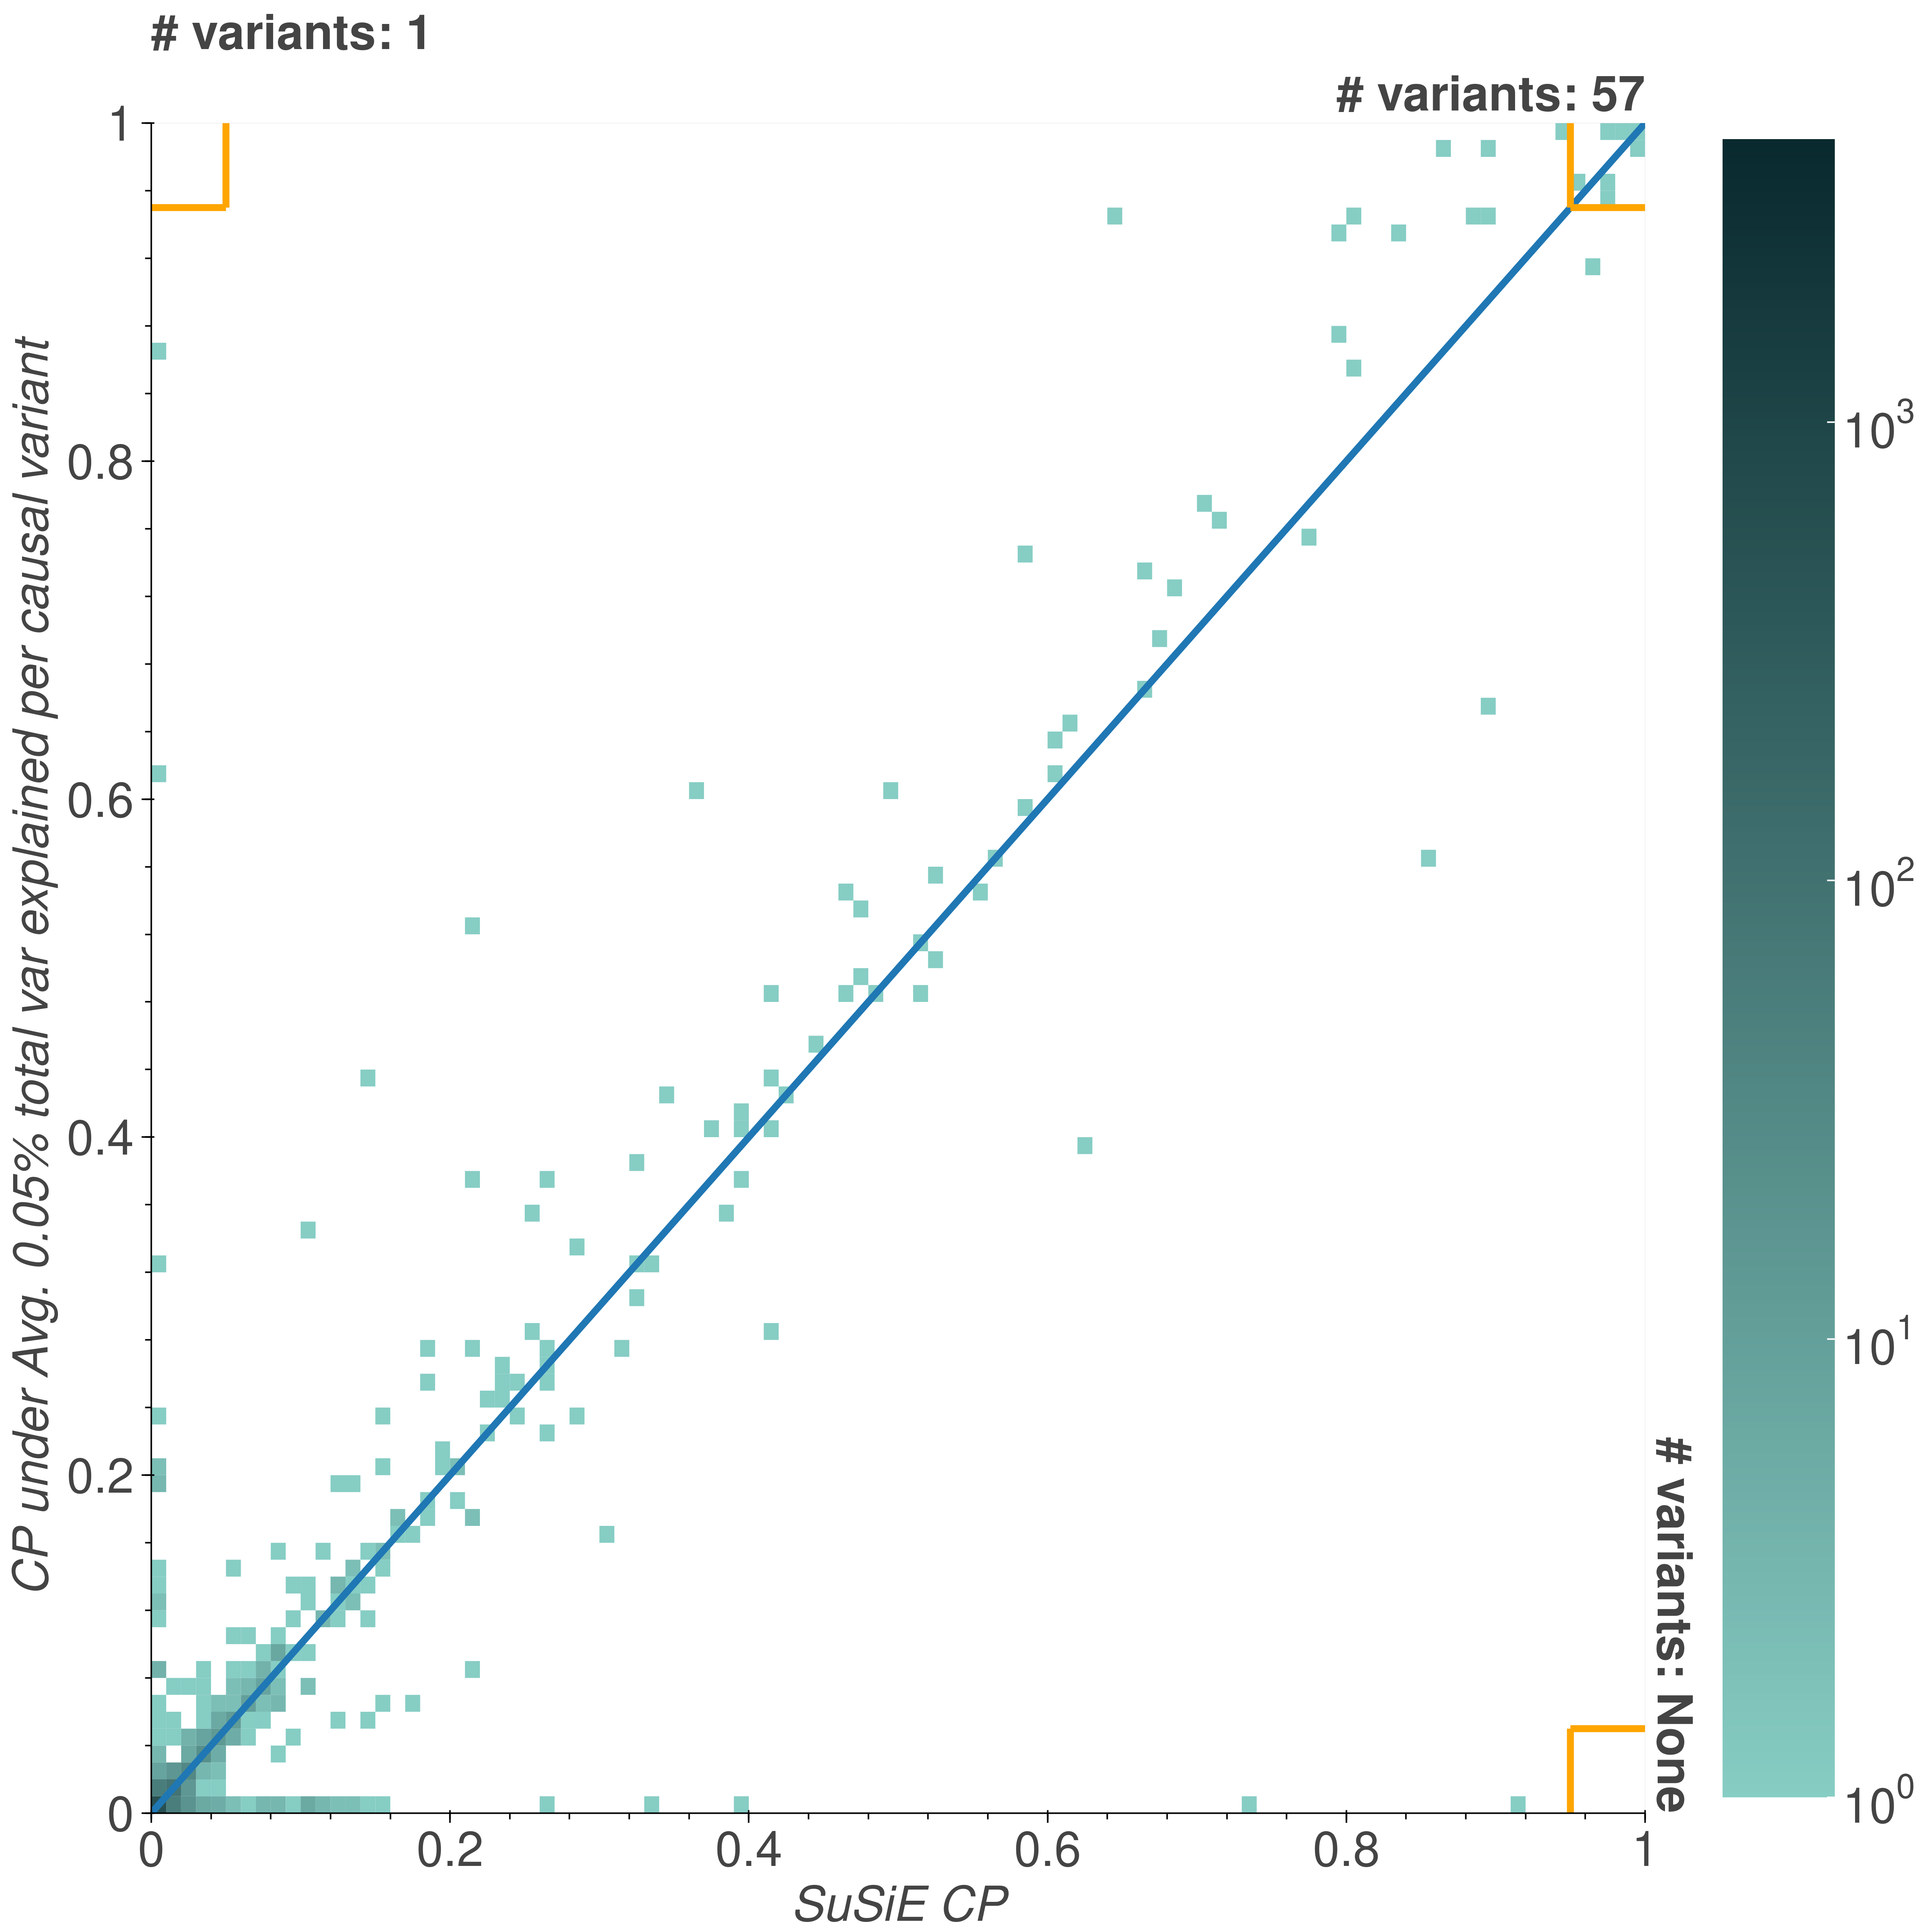 # variants: 1
# variants: 57
CP under Avg. 0.05% total var explained per causal variant
1
0.8
0.6
0.4
0.2
0
0 0.2 0.4 0.6 0.8 1
SuSiE CP
# variants: None
10³
10²
10¹
10⁰